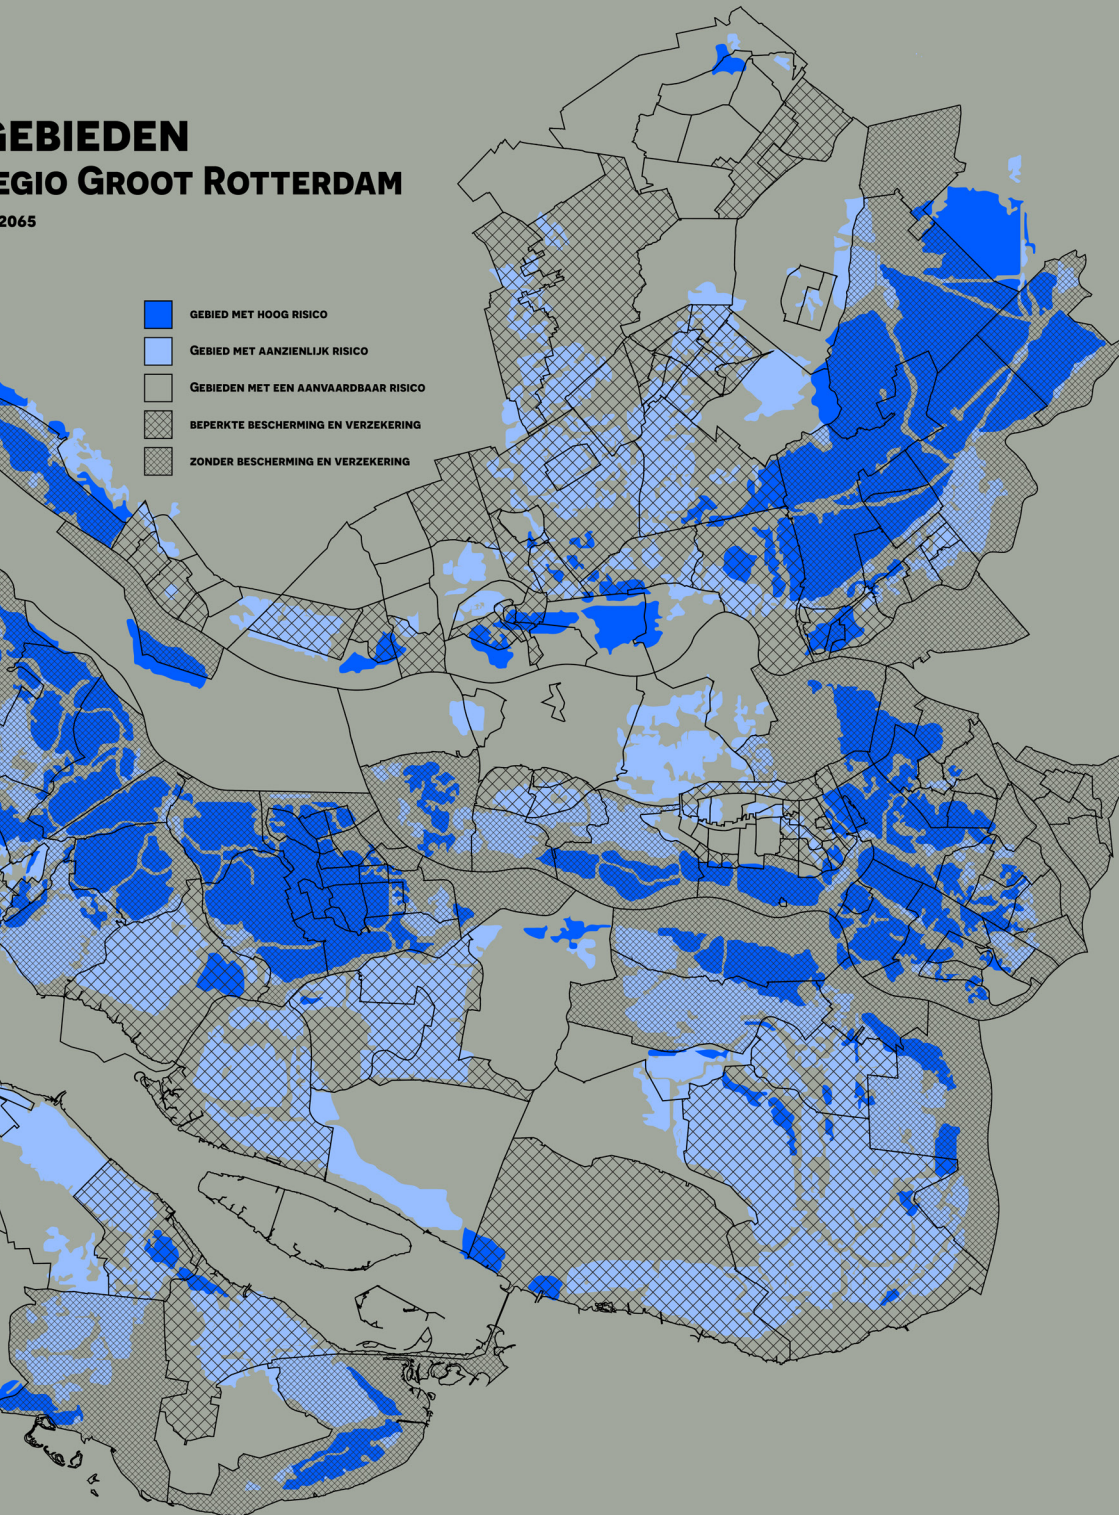 GEBIEDEN
EGIO GROOT ROTTERDAM
2065
GEBIED MET HOOG RISICO
GEBIED MET AANZIENLIJK RISICO
GEBIEDEN MET EEN AANVAARDBAAR RISICO
BEPERKTE BESCHERMING EN VERZEKERING
ZONDER BESCHERMING EN VERZEKERING